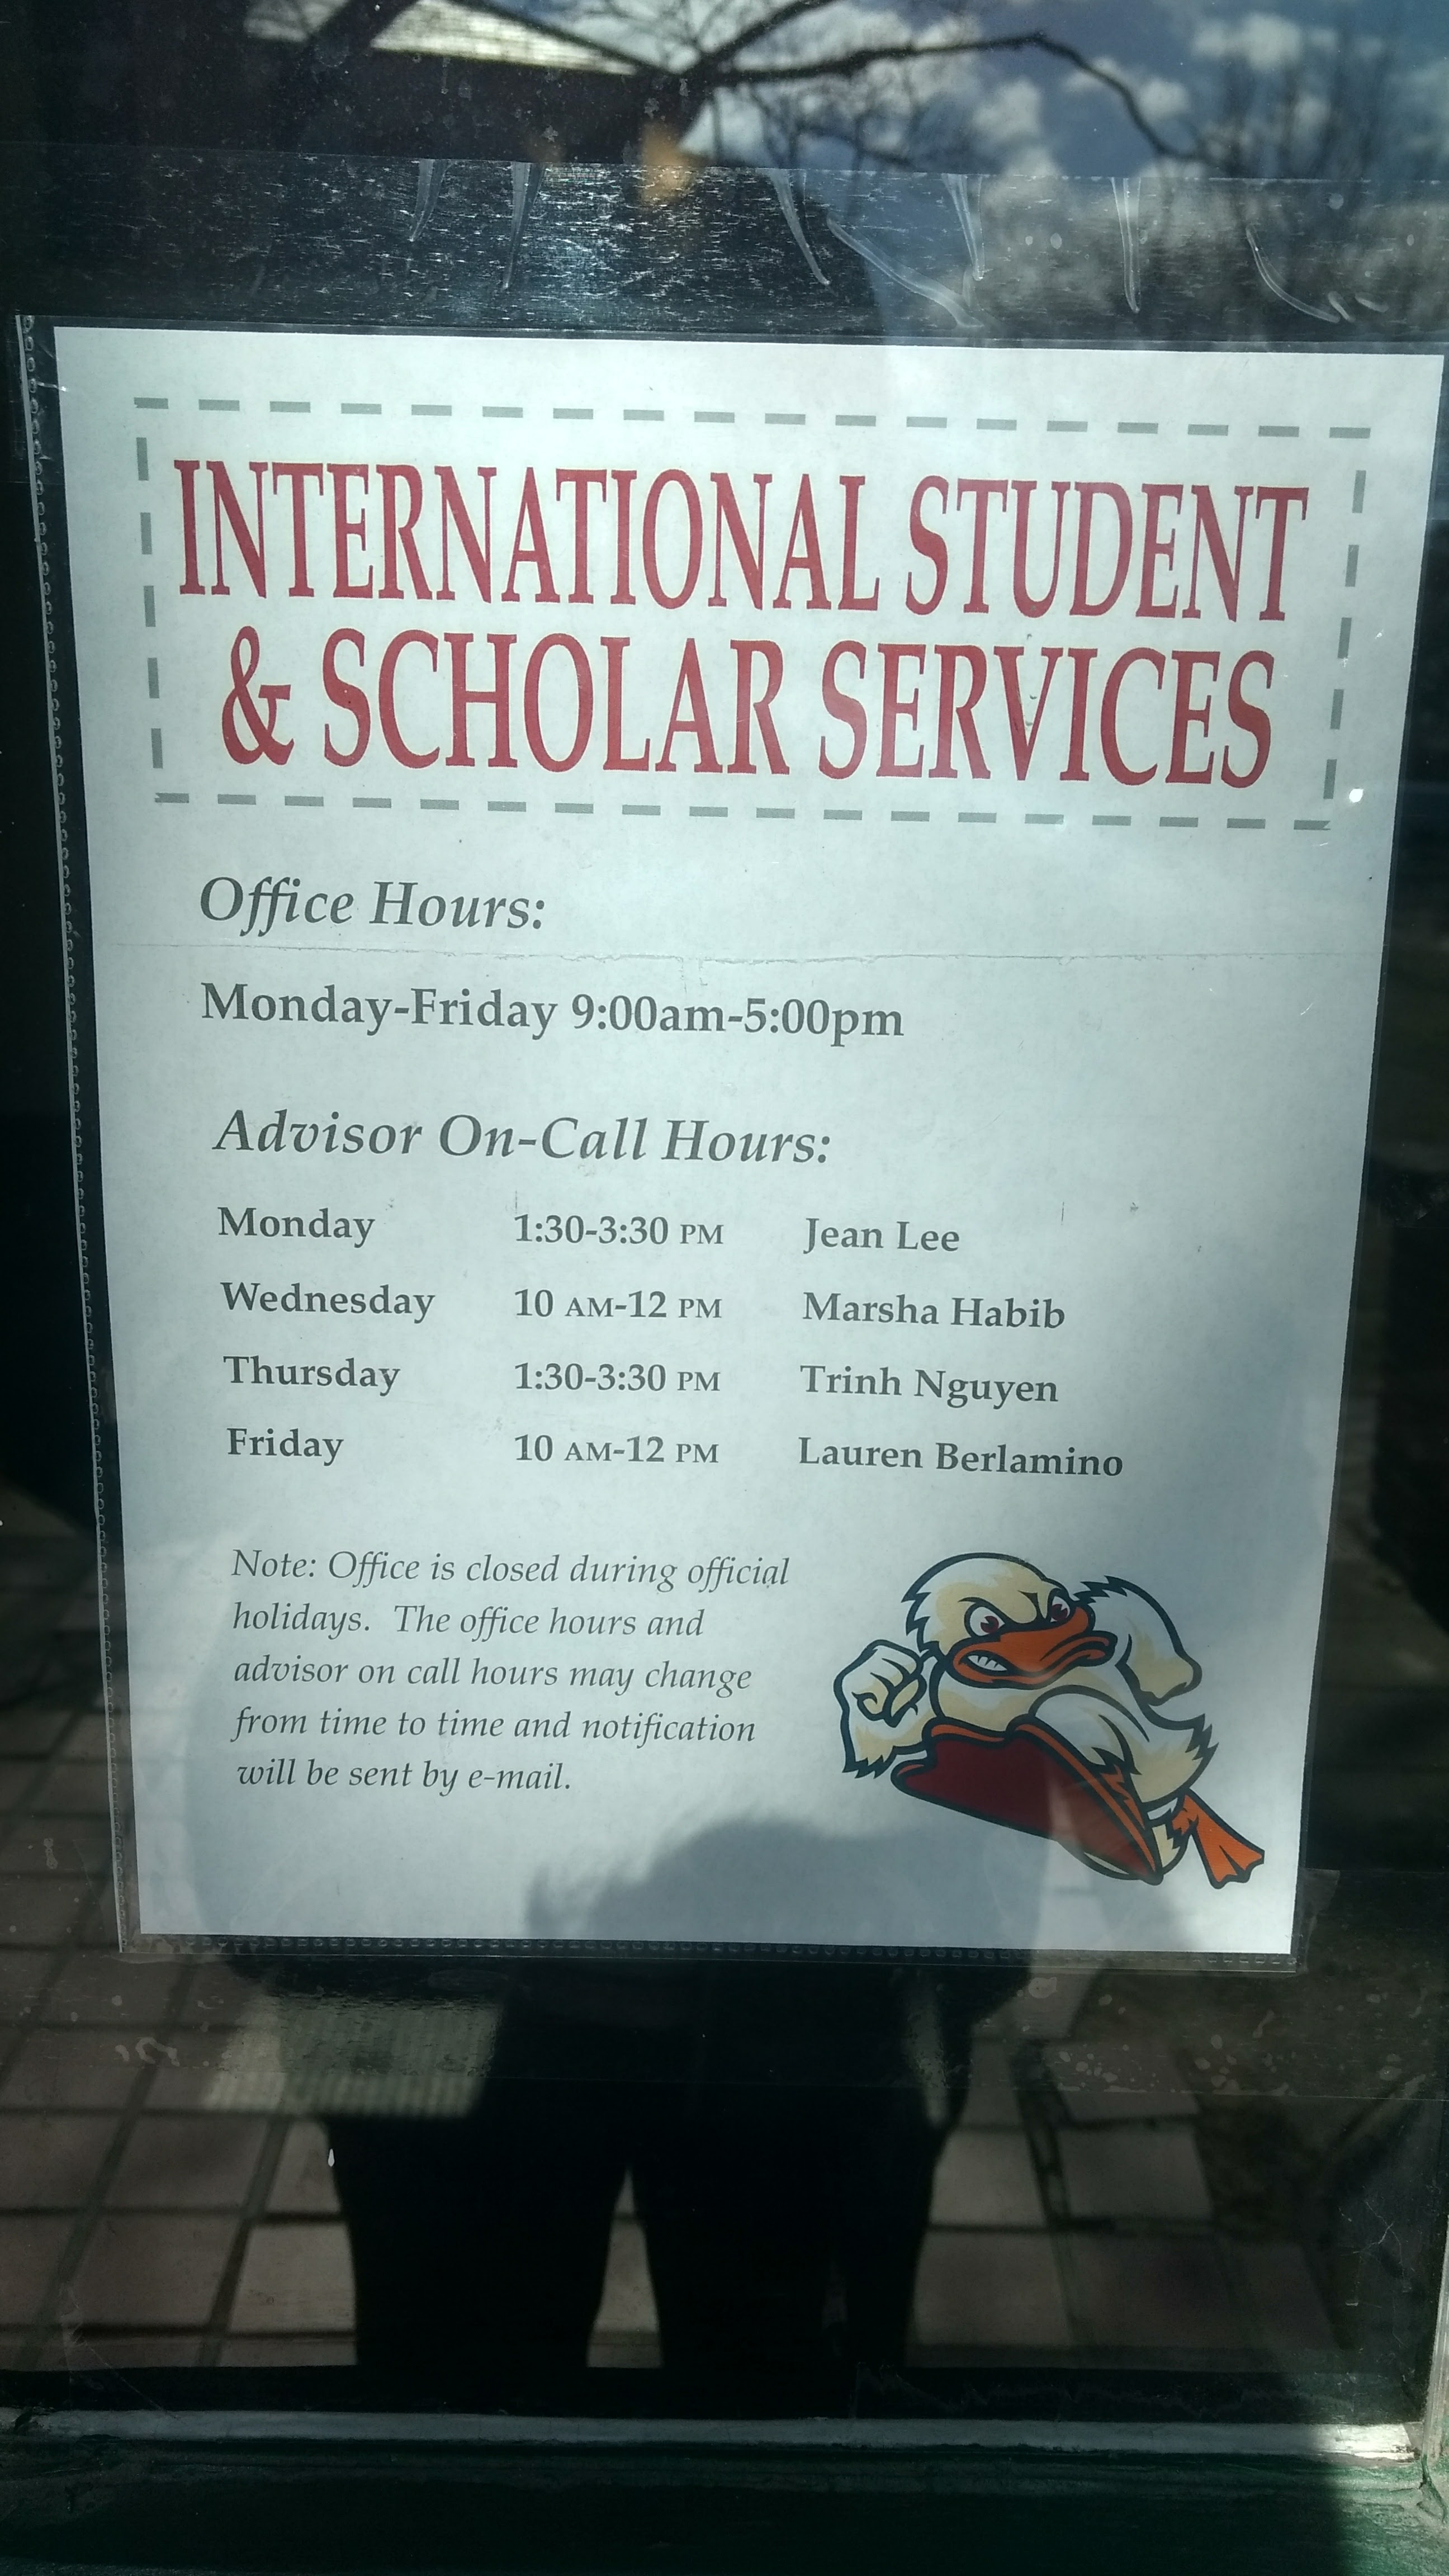 INTERNATIONAL STUDENT
& SCHOLAR SERVICES
Office Hours:
Monday-Friday 9:00am-5:00pm
Advisor On-Call Hours:
Monday 1:30-3:30 PM Jean Lee
Wednesday 10 AM-12 PM Marsha Habib
Thursday 1:30-3:30 PM Trinh Nguyen
Friday 10 AM-12 PM Lauren Berlamino
Note: Office is closed during official
holidays. The office hours and
advisor on call hours may change
from time to time and notification
will be sent by e-mail.